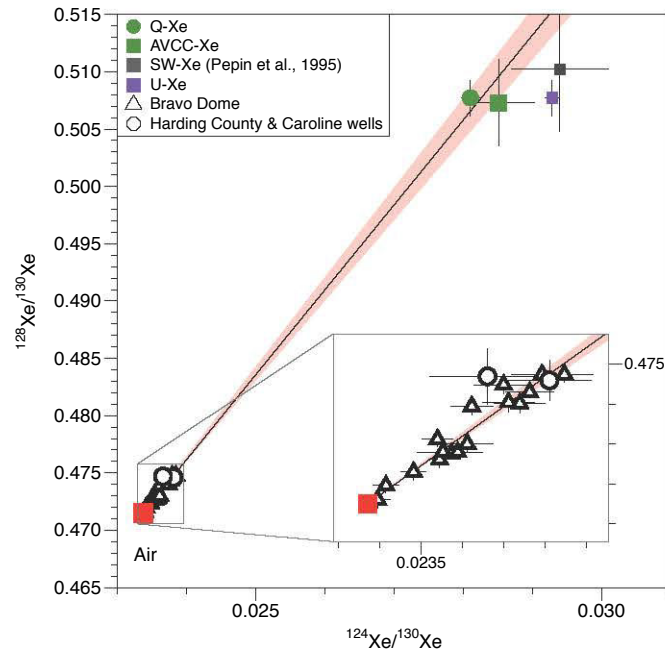 0.515
0.510
0.505
0.500
0.495
0.490
0.485
0.480
0.475
0.470
0.465
¹²⁸Xe/¹³⁰Xe
Q-Xe
AVCC-Xe
SW-Xe (Pepin et al., 1995)
U-Xe
Bravo Dome
Harding County & Caroline wells
0.475
0.0235
Air
0.025
0.030
¹²⁴Xe/¹³⁰Xe